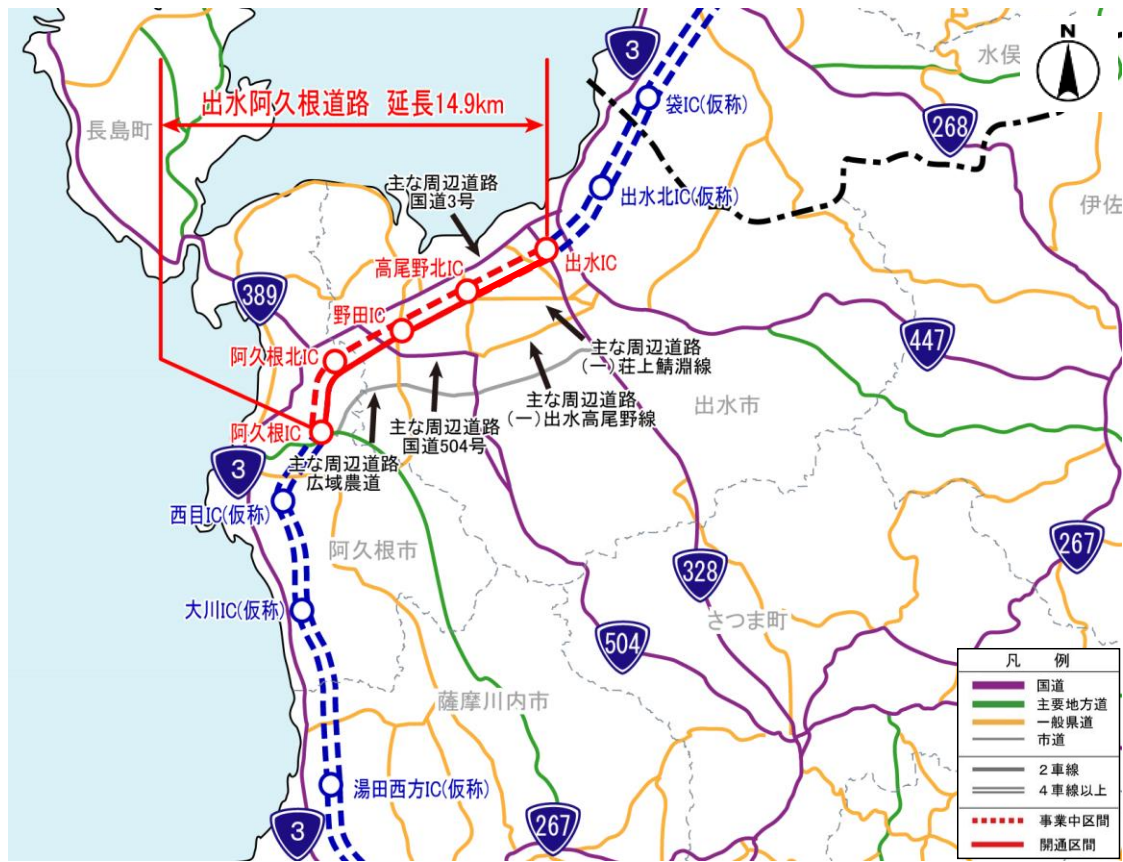 N
3
水俣
袋IC(仮称)
268
出水阿久根道路 延長14.9km
長島町
主な周辺道路
国道3号
出水北IC(仮称)
伊佐
高尾野北IC
出水IC
389
野田IC
阿久根北IC
主な周辺道路
(一)荘上鯖淵線
447
主な周辺道路
(一)出水高尾野線
出水市
主な周辺道路
国道504号
阿久根IC
主な周辺道路
広域農道
3
西目IC(仮称)
阿久根市
267
328
大川IC(仮称)
さつま町
504
薩摩川内市
湯田西方IC(仮称)
3
267
凡 例
国道
主要地方道
一般県道
市道
2車線
4車線以上
事業中区間
開通区間